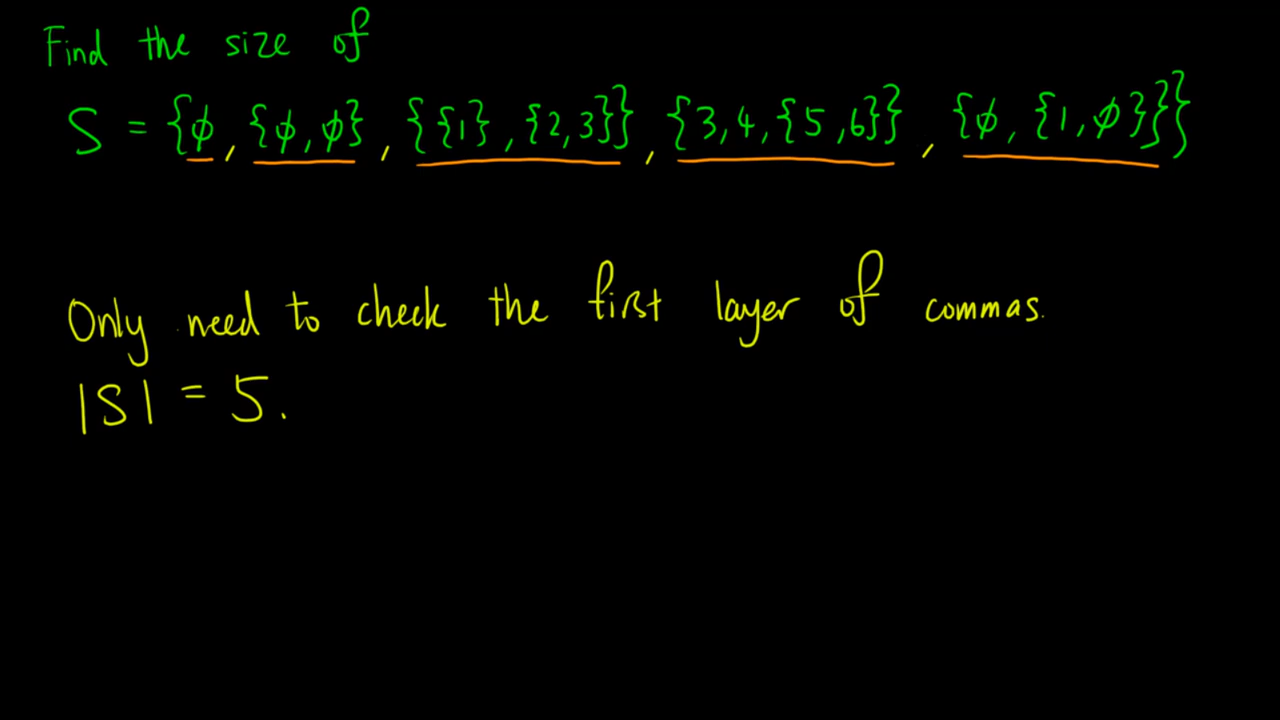 Find the size of
S = {ϕ, {ϕ, ϕ}, {{1}, {2,3}}, {3,4,{5,6}}, {ϕ, {1,ϕ}}}
Only need to check the first layer of commas.
|S| = 5.